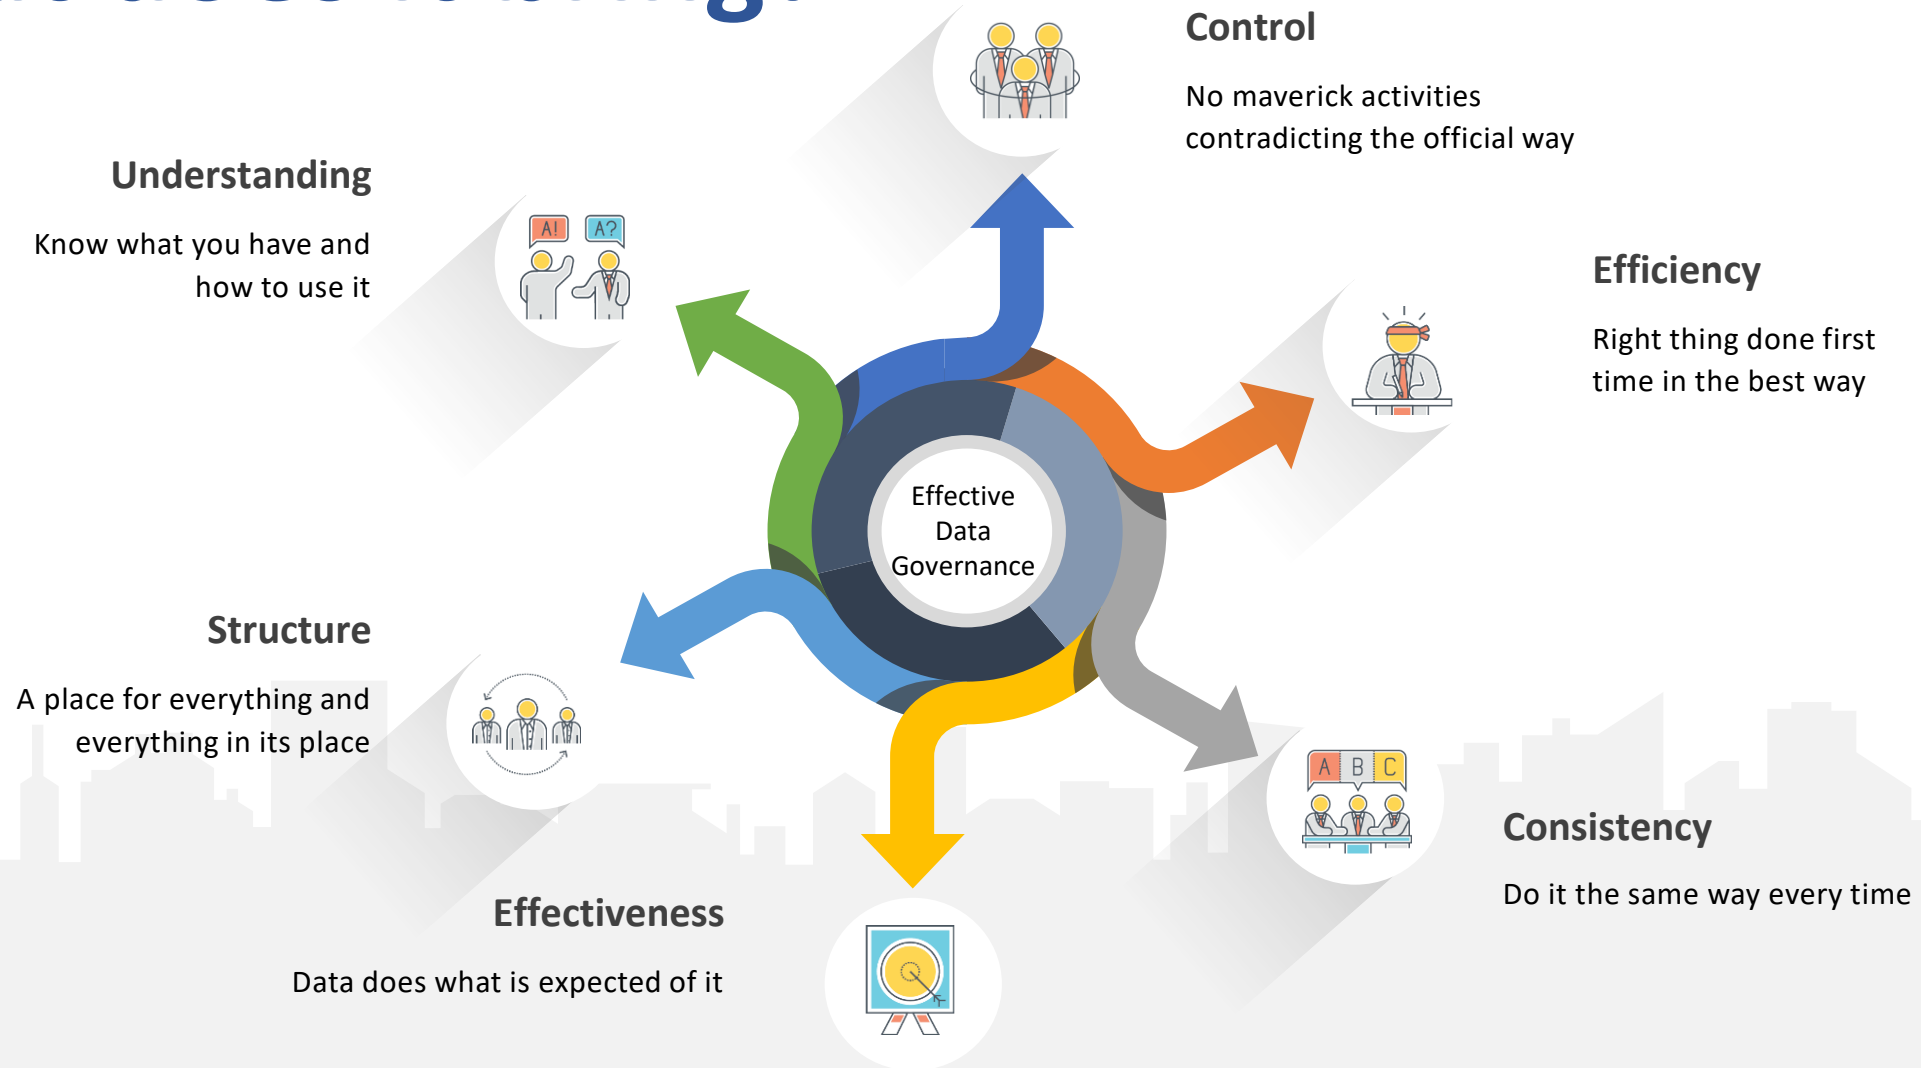 Control
No maverick activities
contradicting the official way
Understanding
Know what you have and
how to use it
A!
A?
Efficiency
Right thing done first
time in the best way
Effective
Data
Governance
Structure
A place for everything and
everything in its place
A B C
Consistency
Do it the same way every time
Effectiveness
Data does what is expected of it